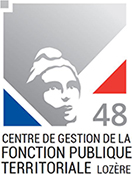 48
CENTRE DE GESTION DE LA
FONCTION PUBLIQUE
TERRITORIALE LOZÈRE